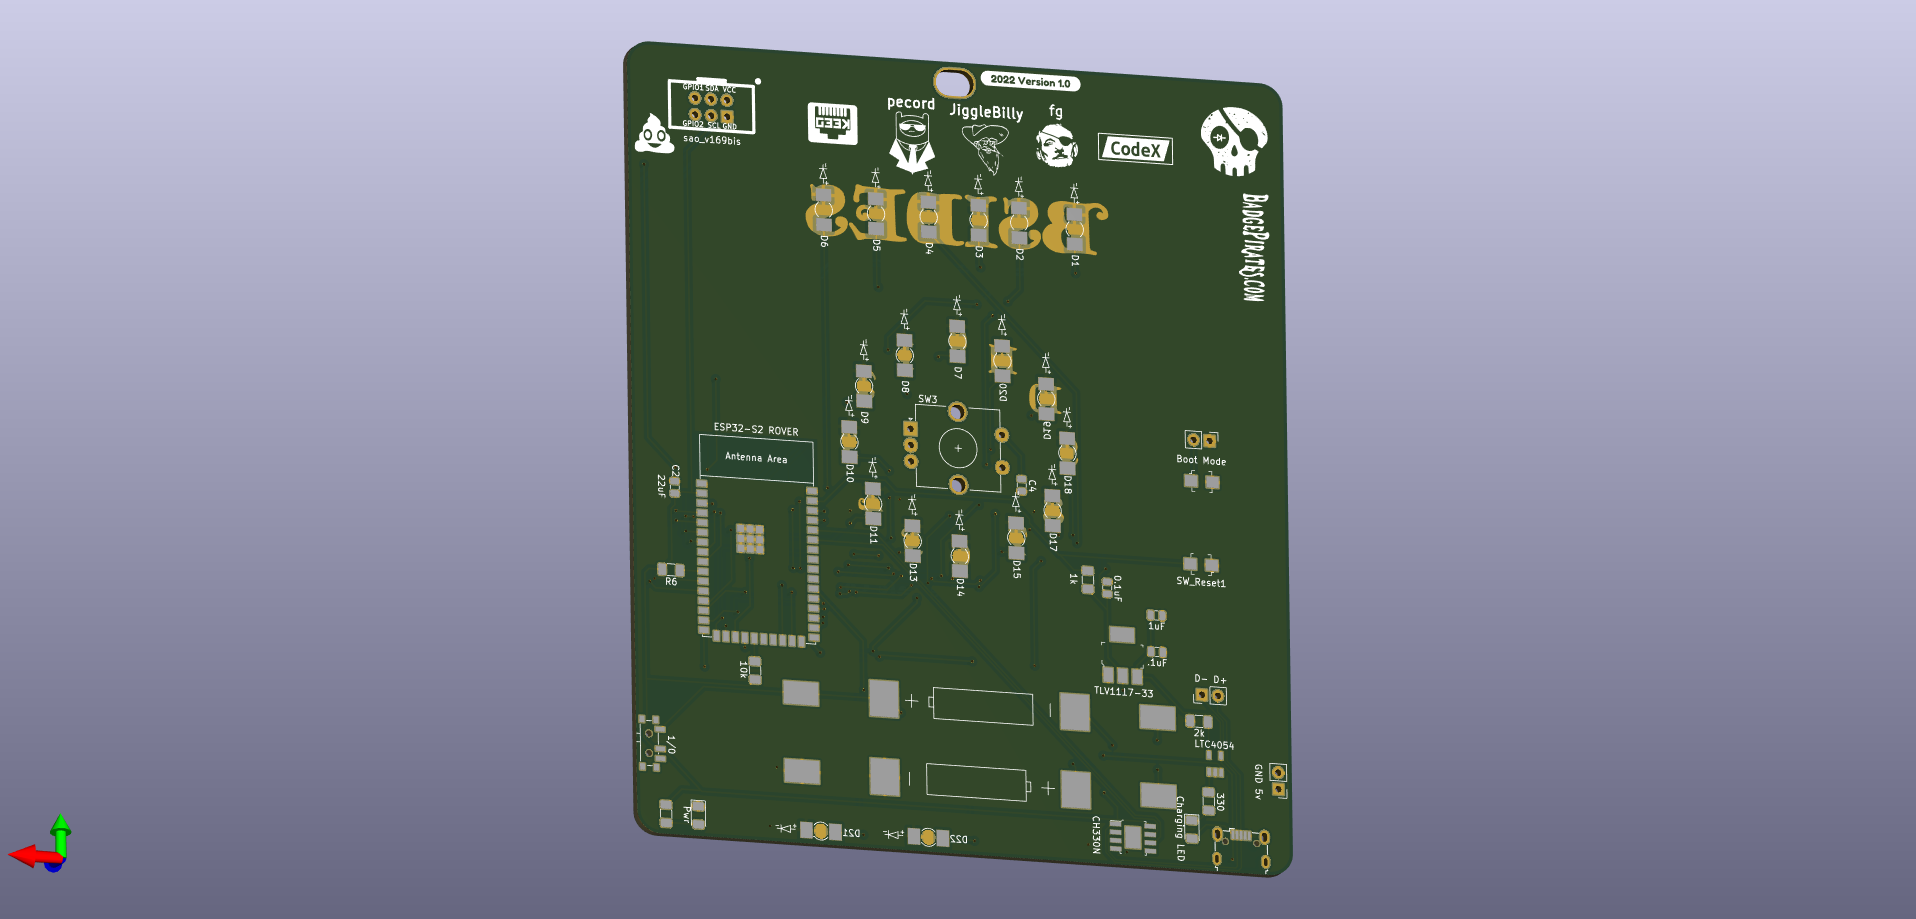 2022 Version 1.0
GPIO1 SDA VCC
GPIO2 SCL GND
sao_v169bis
KEEG
pecord
JiggleBilly
fg
CodeX
BADGEPIRATES.COM
BSIDES
D6
D5
D4
D3
D2
D1
D7
D8
D20
D9
D19
SW3
D10
D18
C4
D11
D17
D13
D14
D15
ESP32-S2 ROVER
Antenna Area
C2
22uF
R6
10k
Boot Mode
SW_Reset1
1k
0.1uF
1uF
.1uF
TLV1117-33
D- D+
2k
LTC4054
GND 5v
330
Charging LED
CH330N
+ −
− +
1/0
Pwr
D21
D22